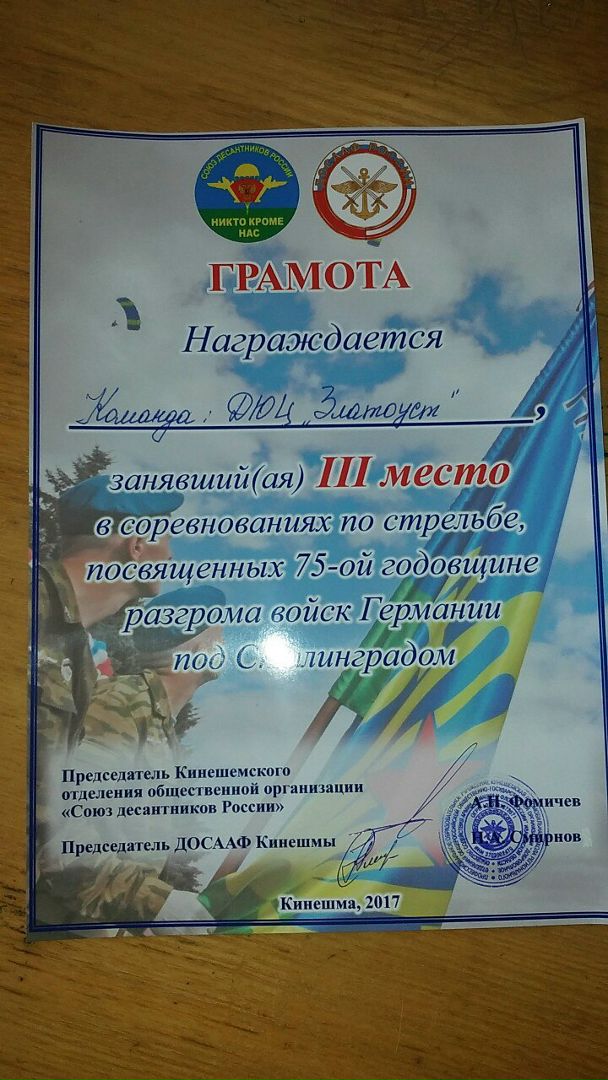 СОЮЗ ДЕСАНТНИКОВ РОССИИ
НИКТО КРОМЕ
НАС
ДОСААФ РОССИИ
ГРАМОТА
Награждается
Команда: ДЮЦ „Златоуст“,
занявший(ая) III место
в соревнованиях по стрельбе,
посвященных 75-ой годовщине
разгрома войск Германии
под Сталинградом
Председатель Кинешемского
отделения общественной организации
«Союз десантников России» А.Н. Фомичев
Председатель ДОСААФ Кинешмы Смирнов
Кинешма, 2017